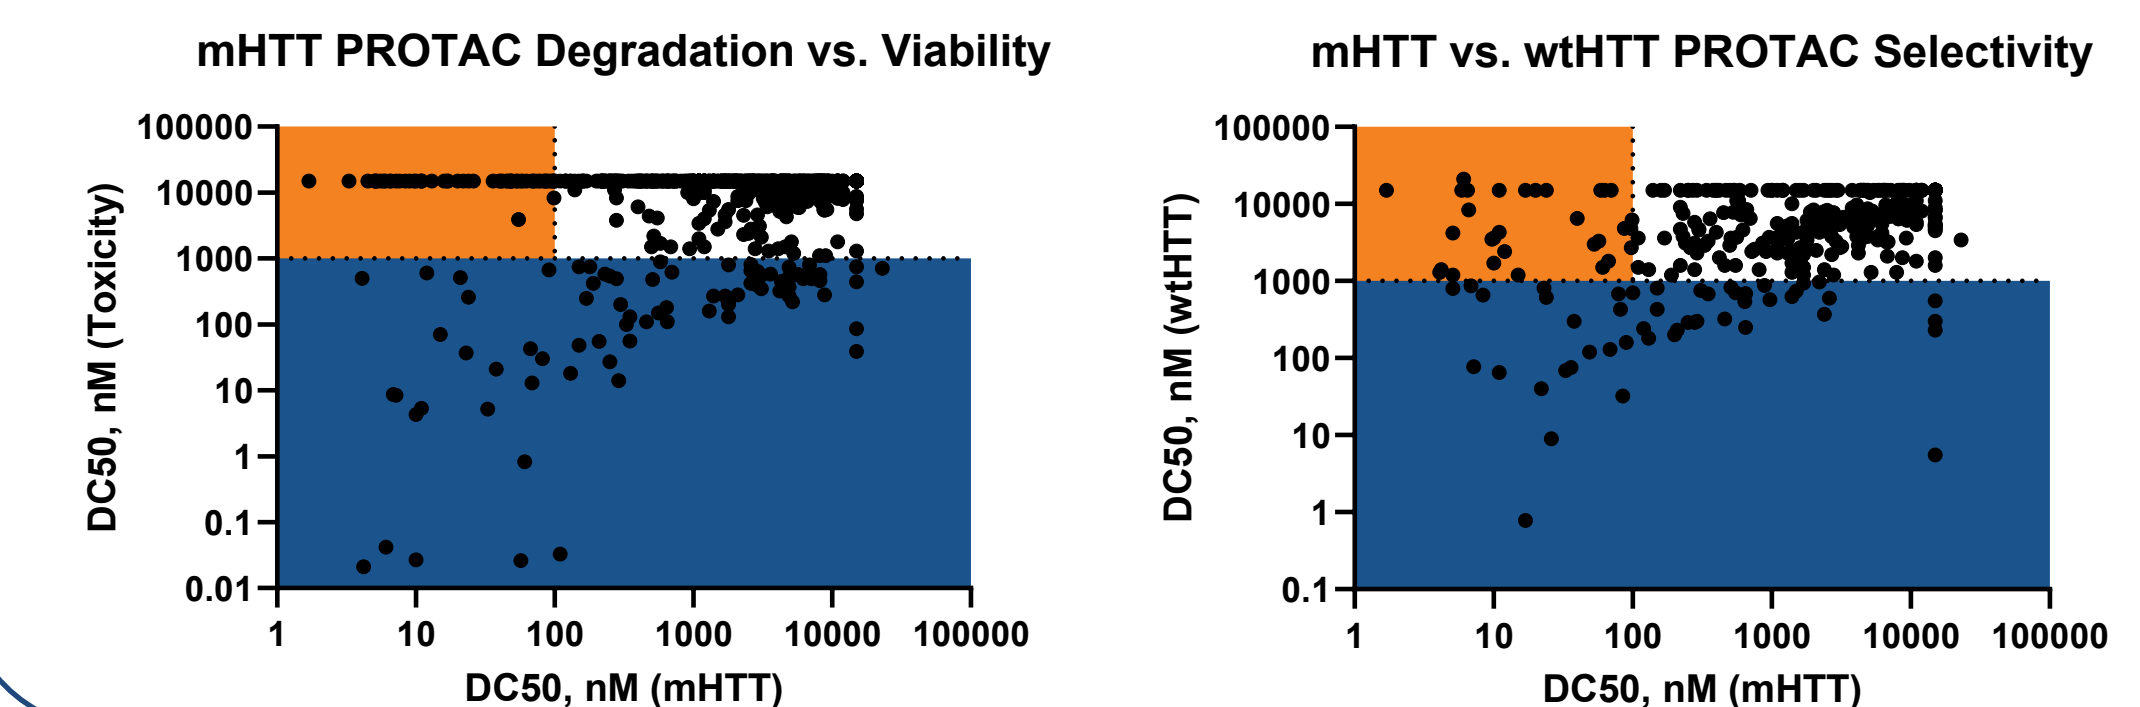 mHTT PROTAC Degradation vs. Viability
DC50, nM (Toxicity)
100000
10000
1000
100
10
1
0.1
0.01
1 10 100 1000 10000 100000
DC50, nM (mHTT)
mHTT vs. wtHTT PROTAC Selectivity
DC50, nM (wtHTT)
100000
10000
1000
100
10
1
0.1
1 10 100 1000 10000 100000
DC50, nM (mHTT)